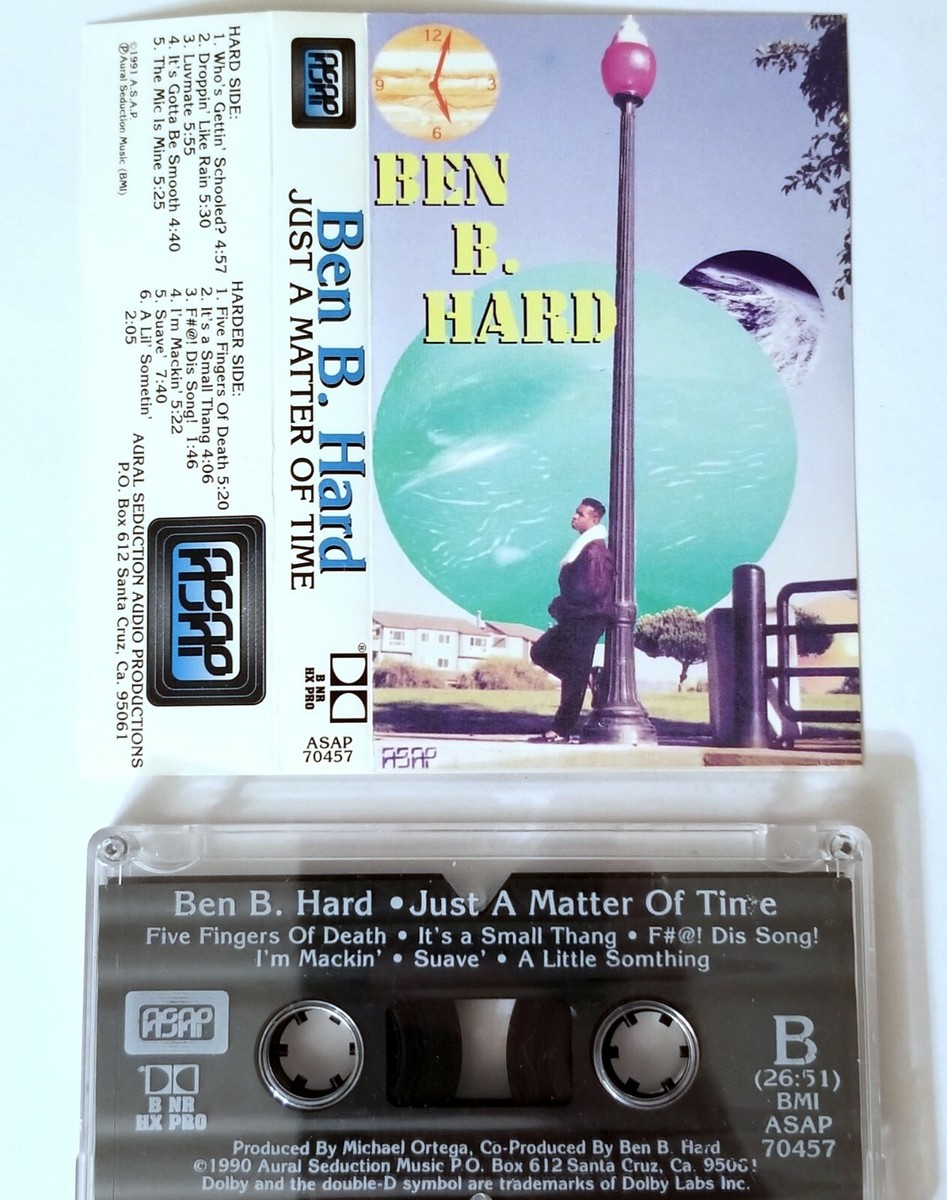 HARD SIDE:
1. Who's Gettin' Schooled? 4:57
2. Droppin' Like Rain 5:30
3. Luvmate 5:55
4. It's Gotta Be Smooth 4:40
5. The Mic Is Mine 5:25
©1991 A.S.A.P.
℗Aural Seduction Music (BMI)
HARDER SIDE:
1. Five Fingers Of Death 5:20
2. It's a Small Thang 4:06
3. F#@! Dis Song! 1:46
4. I'm Mackin' 5:22
5. Suave' 7:40
6. A Lil' Sometin'
2:05
AURAL SEDUCTION AUDIO PRODUCTIONS
P.O. Box 612 Santa Cruz, Ca. 95061
ASAP
ASAP
Ben B. Hard
JUST A MATTER OF TIME
®
B NR
HX PRO
ASAP
70457
12
9 3
6
BEN
B.
HARD
ASAP
Ben B. Hard • Just A Matter Of Time
Five Fingers Of Death • It's a Small Thang • F#@! Dis Song!
I'm Mackin' • Suave' • A Little Somthing
ASAP
B NR
HX PRO
B
(26:51)
BMI
ASAP
70457
Produced By Michael Ortega, Co-Produced By Ben B. Hard
©1990 Aural Seduction Music P.O. Box 612 Santa Cruz, Ca. 95061
Dolby and the double-D symbol are trademarks of Dolby Labs Inc.